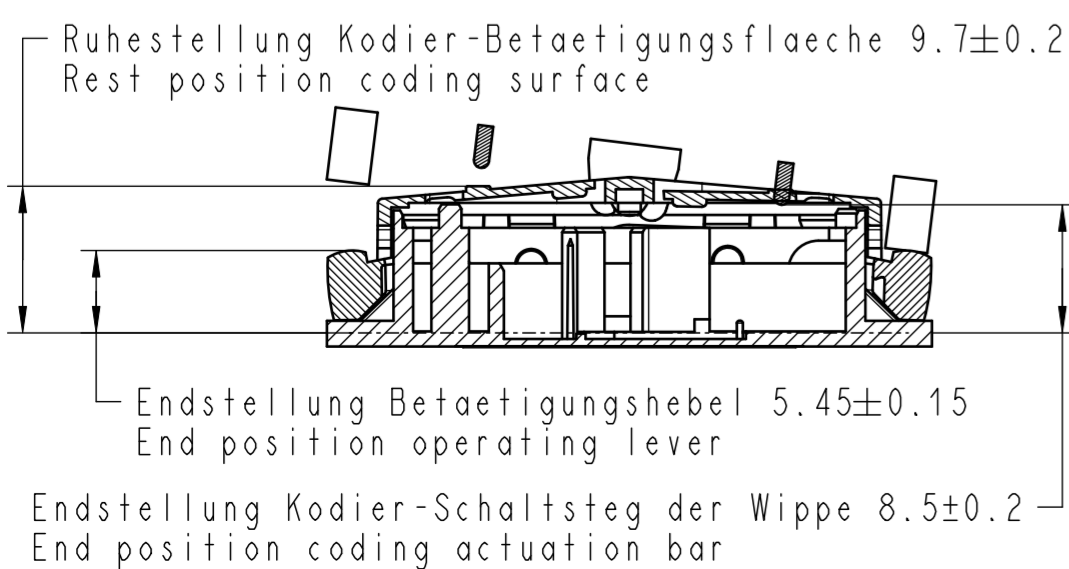 Ruhestellung Kodier-Betaetigungsflaeche 9.7±0.2
Rest position coding surface
Endstellung Betaetigungshebel 5.45±0.15
End position operating lever
Endstellung Kodier-Schaltsteg der Wippe 8.5±0.2
End position coding actuation bar